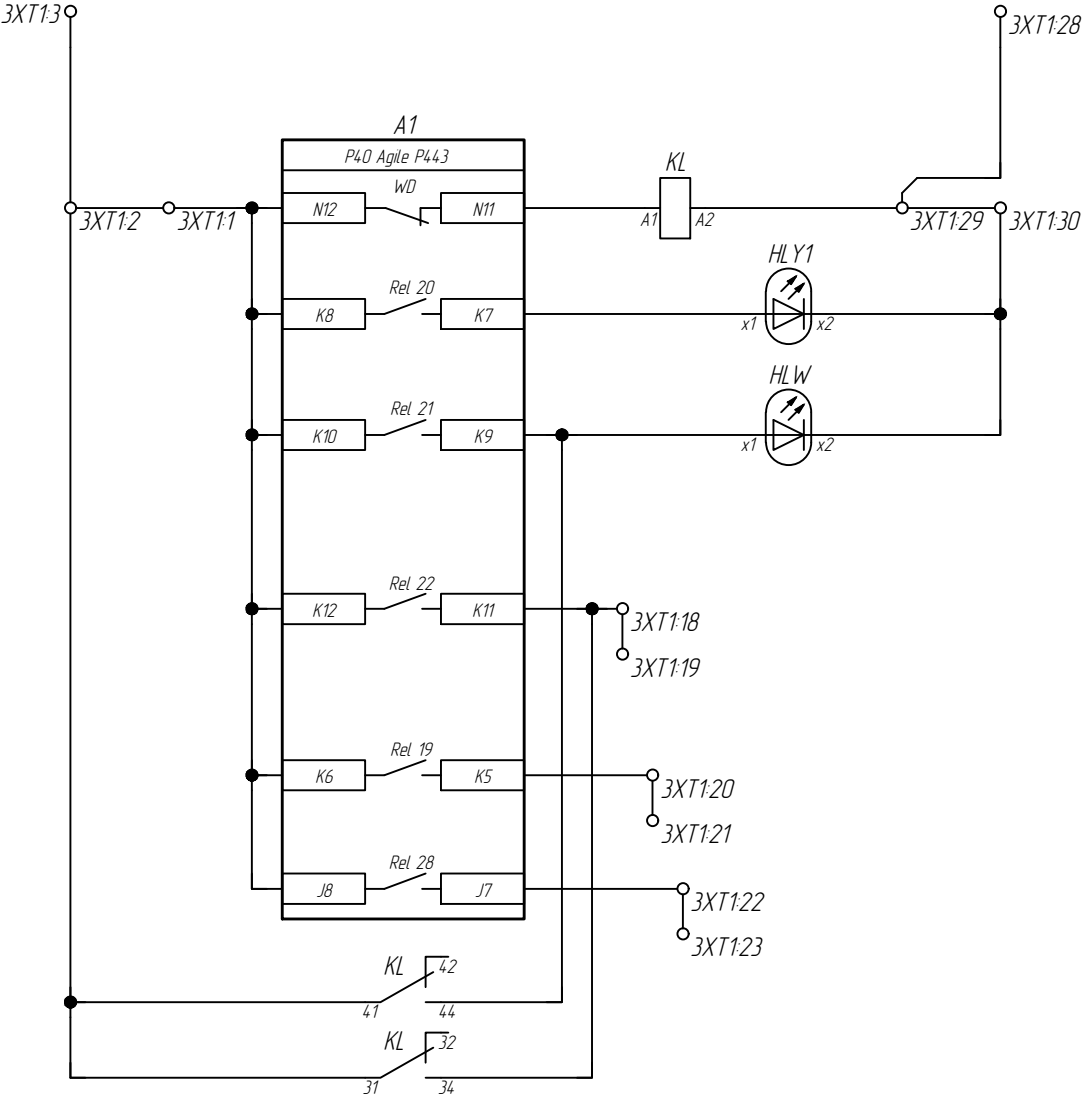 3XT1:3
3XT1:28
A1
P40 Agile P443
WD
KL
N12
N11
A1
A2
3XT1:2
3XT1:1
3XT1:29
3XT1:30
HLY1
Rel 20
K8
K7
x1
x2
HLW
Rel 21
K10
K9
x1
x2
Rel 22
K12
K11
3XT1:18
3XT1:19
Rel 19
K6
K5
3XT1:20
3XT1:21
Rel 28
J8
J7
3XT1:22
3XT1:23
KL
42
41
44
KL
32
31
34